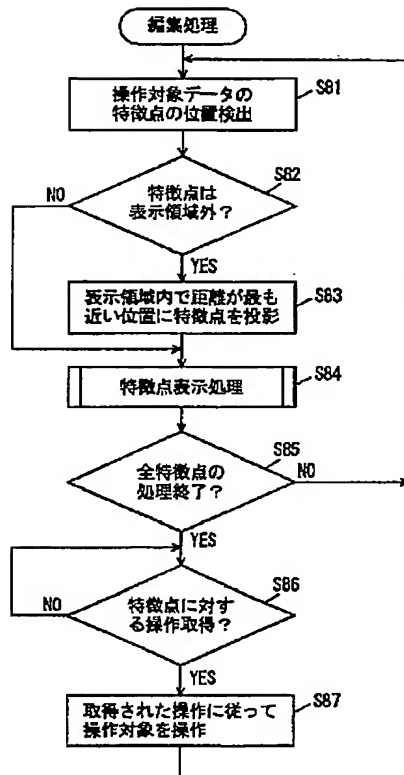 編集処理
操作対象データの
特徴点の位置検出
S81
特徴点は
表示領域外？
S82
NO
YES
表示領域内で距離が最も
近い位置に特徴点を投影
S83
特徴点表示処理
S84
全特徴点の
処理終了？
S85
NO
YES
特徴点に対す
る操作取得？
S86
NO
YES
取得された操作に従って
操作対象を操作
S87